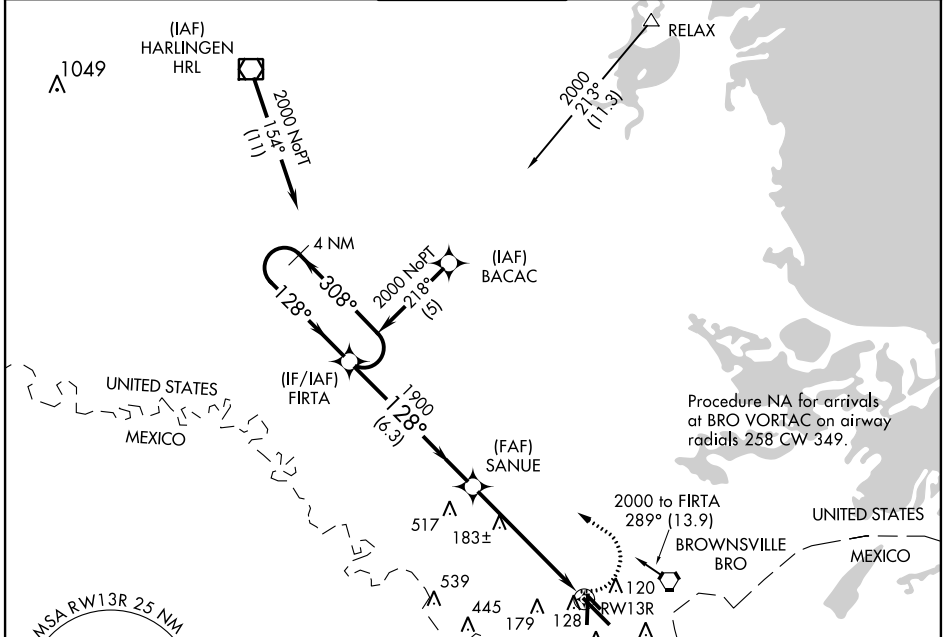 (IAF)
HARLINGEN
HRL
1049
2000 NoPT
154°
(11)
RELAX
2000
213°
(11.3)
4 NM
308°
128°
2000 NoPT
218°
(5)
(IAF)
BACAC
(IF/IAF)
FIRTA
UNITED STATES
MEXICO
1900
128°
(6.3)
Procedure NA for arrivals
at BRO VORTAC on airway
radials 258 CW 349.
(FAF)
SANUE
517
183±
2000 to FIRTA
289° (13.9)
BROWNSVILLE
BRO
UNITED STATES
MEXICO
539
445
179
128
120
RW13R
MSA RW13R 25 NM